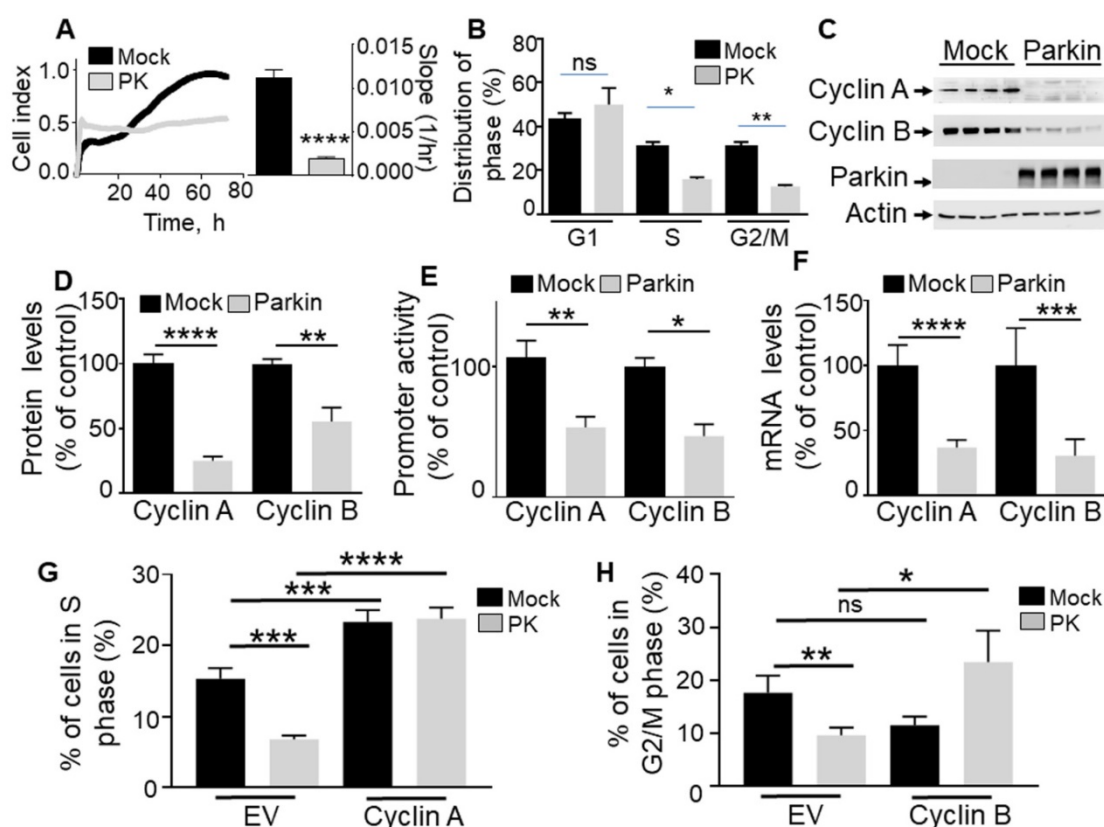 A
Mock
PK
Cell index
1.0
0.5
0.0
20
40
60
80
Time, h
****
0.015
0.010
0.005
0.000
Slope (1/hr)
B
Mock
PK
Distribution of
phase (%)
80
60
40
20
0
ns
*
**
G1
S
G2/M
C
Mock Parkin
Cyclin A
Cyclin B
Parkin
Actin
D
Mock Parkin
Protein levels
(% of control)
150
100
50
0
****
**
Cyclin A Cyclin B
E
Mock Parkin
Promoter activity
(% of control)
100
0
**
*
Cyclin A Cyclin B
F
Mock Parkin
mRNA levels
(% of control)
150
100
50
0
****
***
Cyclin A Cyclin B
G
Mock
PK
% of cells in S
phase (%)
30
20
10
0
****
***
***
EV Cyclin A
H
Mock
PK
% of cells in
G2/M phase (%)
40
30
20
10
0
*
ns
**
EV Cyclin B